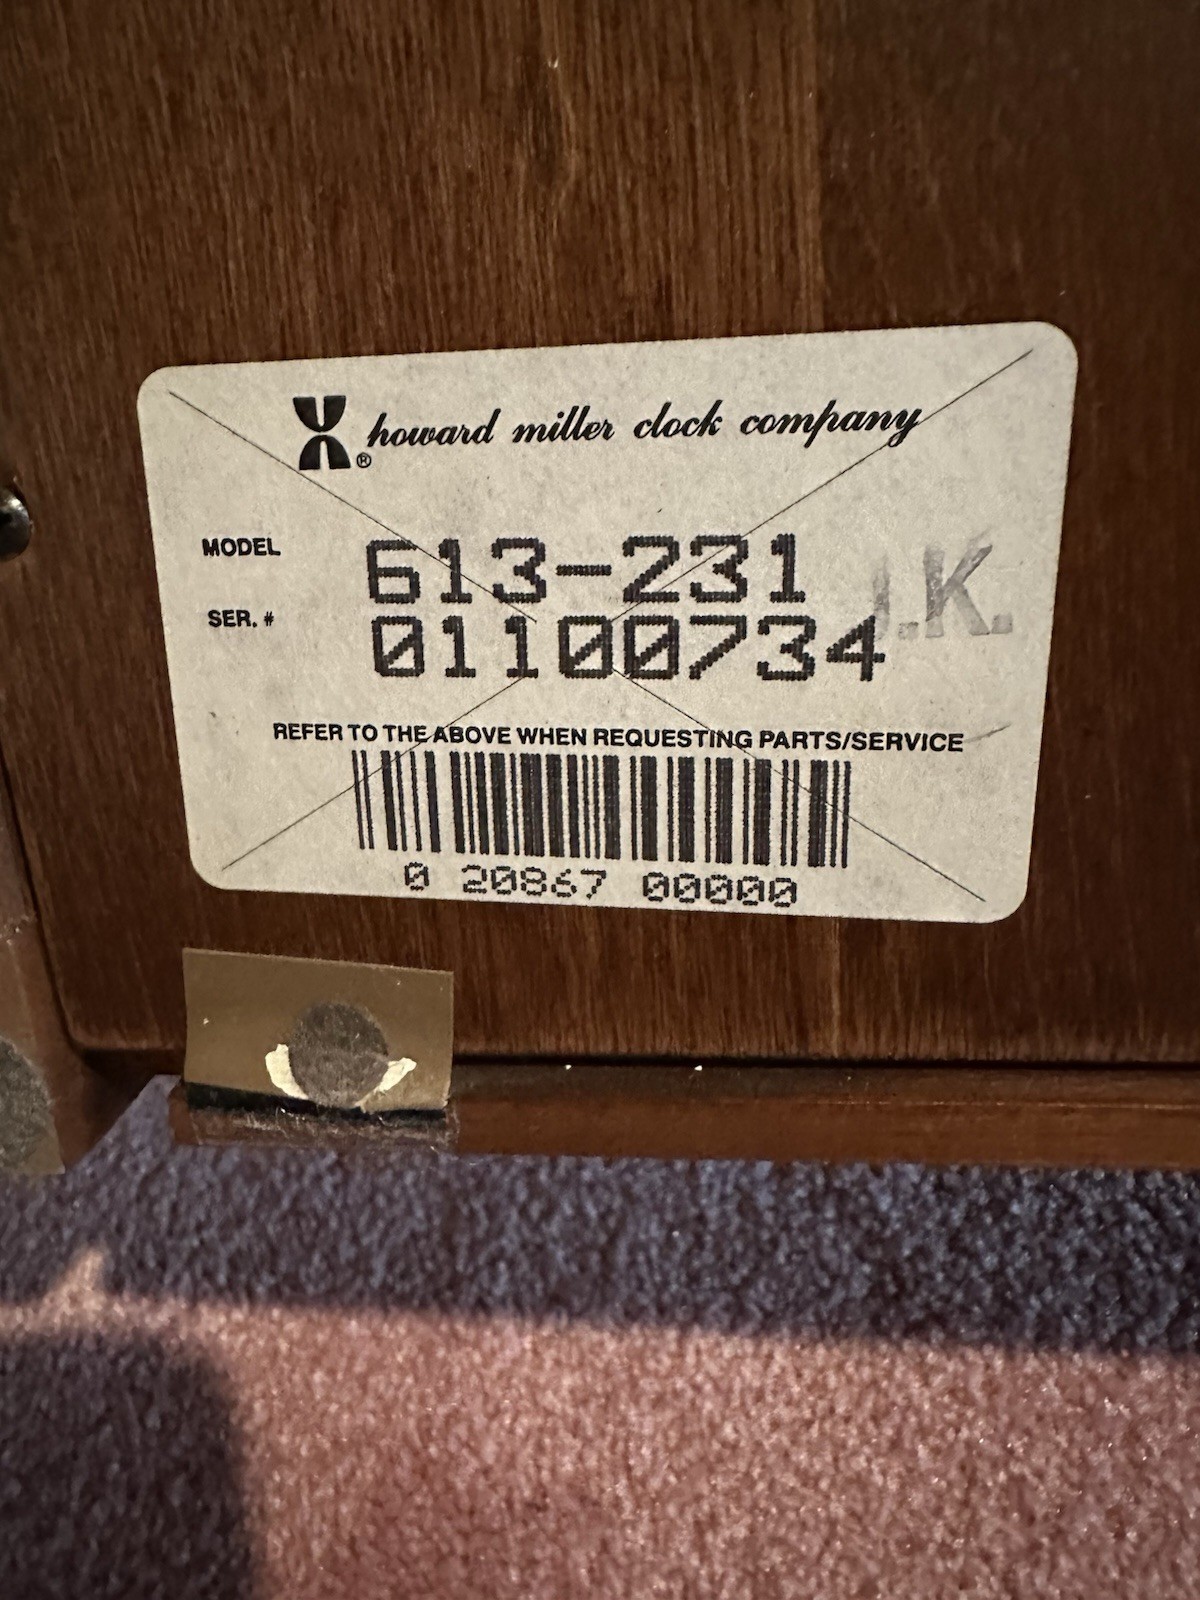 howard miller clock company ®
MODEL 613-231
SER. # 01100734
J.K.
REFER TO THE ABOVE WHEN REQUESTING PARTS/SERVICE
0 20867 00000